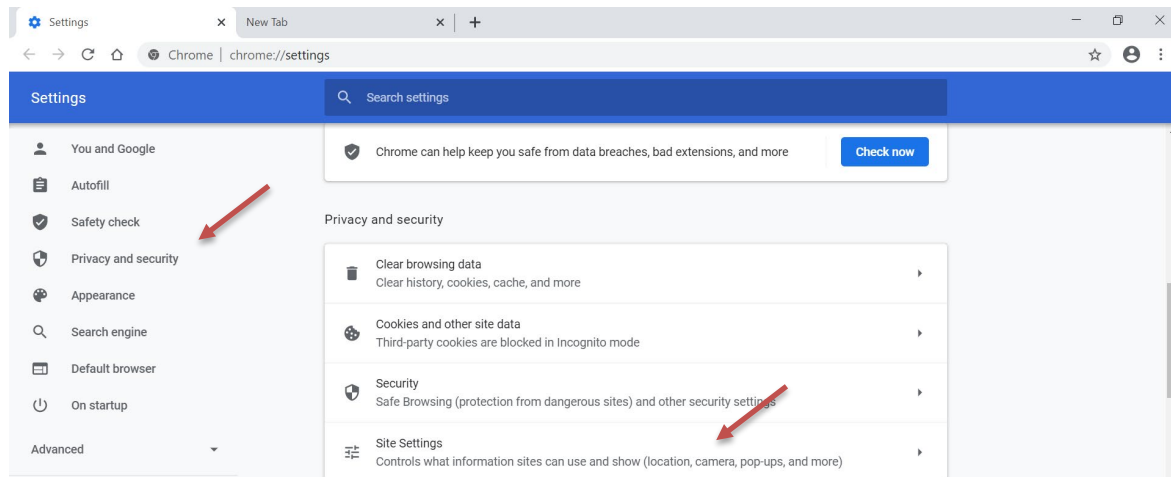 Settings
New Tab
Chrome | chrome://settings
Settings
Search settings
You and Google
Autofill
Safety check
Privacy and security
Appearance
Search engine
Default browser
On startup
Advanced
Chrome can help keep you safe from data breaches, bad extensions, and more
Check now
Privacy and security
Clear browsing data
Clear history, cookies, cache, and more
Cookies and other site data
Third-party cookies are blocked in Incognito mode
Security
Safe Browsing (protection from dangerous sites) and other security settings
Site Settings
Controls what information sites can use and show (location, camera, pop-ups, and more)